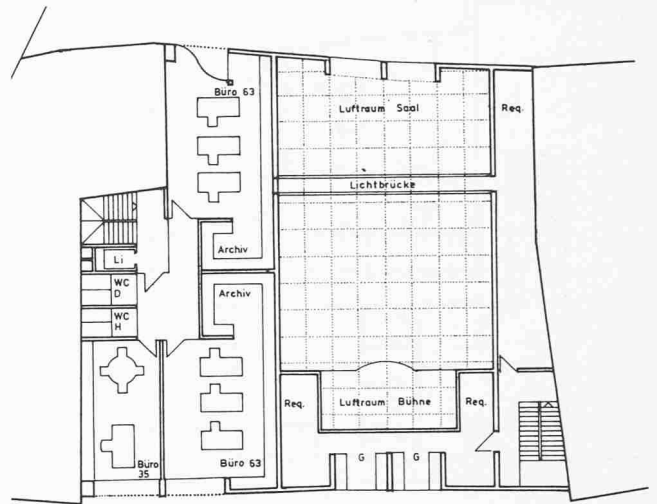 Büro 63
Luftraum Saal
Req.
Lichtbrücke
Archiv
Li
WC
D
Archiv
WC
H
Req.
Luftraum Bühne
Req.
Büro
35
Büro 63
G
G